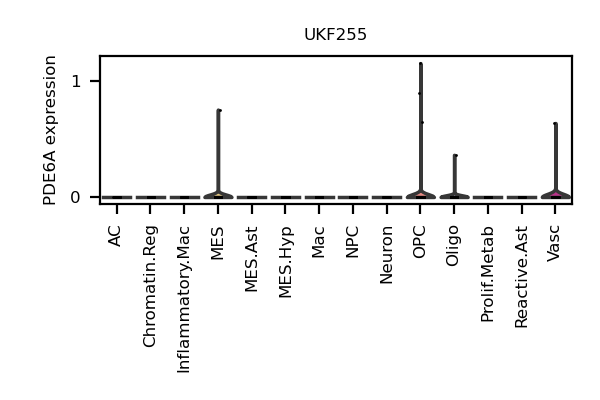 UKF255
PDE6A expression
1
0
AC
Chromatin.Reg
Inflammatory.Mac
MES
MES.Ast
MES.Hyp
Mac
NPC
Neuron
OPC
Oligo
Prolif.Metab
Reactive.Ast
Vasc